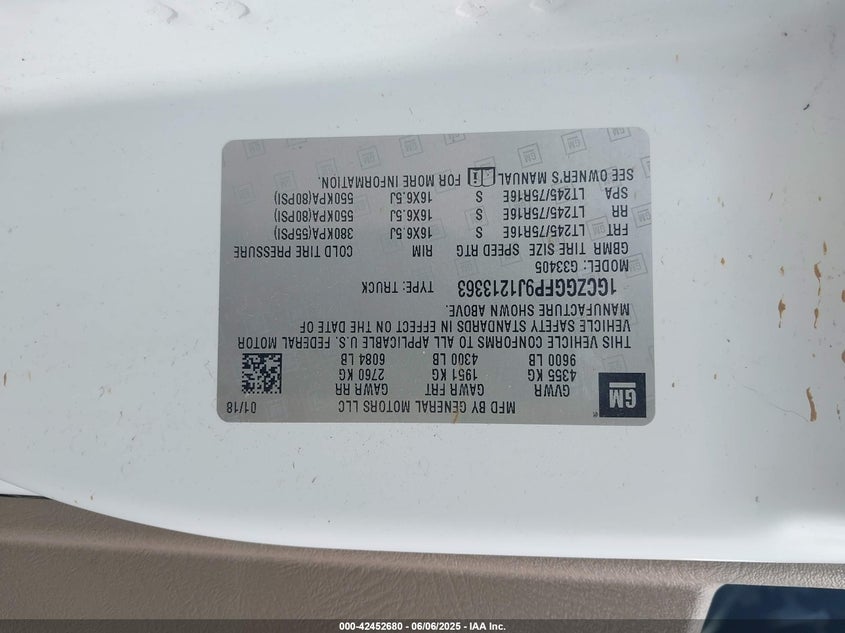 MFD BY GENERAL MOTORS LLC 01/18
GM
GVWR GAWR FRT GAWR RR
4355 KG 1951 KG 2760 KG
9600 LB 4300 LB 6084 LB
THIS VEHICLE CONFORMS TO ALL APPLICABLE U.S. FEDERAL MOTOR
VEHICLE SAFETY STANDARDS IN EFFECT ON THE DATE OF
MANUFACTURE SHOWN ABOVE.
1GCZGGFP9J1213363 TYPE: TRUCK
MODEL: G33405
GBMR TIRE SIZE SPEED RTG RIM COLD TIRE PRESSURE
FRT LT245/75R16E S 16X6.5J 380KPA(55PSI)
RR LT245/75R16E S 16X6.5J 550KPA(80PSI)
SPA LT245/75R16E S 16X6.5J 550KPA(80PSI)
SEE OWNER'S MANUAL FOR MORE INFORMATION.
000-42452680 - 06/06/2025 - IAA Inc.